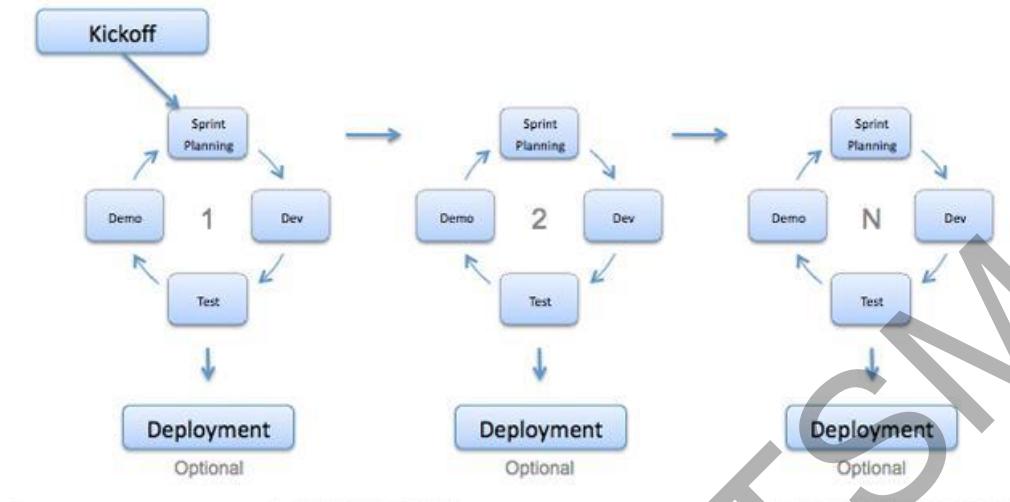 Kickoff
Sprint
Planning
Demo
1
Dev
Test
Deployment
Optional
Sprint
Planning
Demo
2
Dev
Test
Deployment
Optional
Sprint
Planning
Demo
N
Dev
Test
Deployment
Optional
TSM